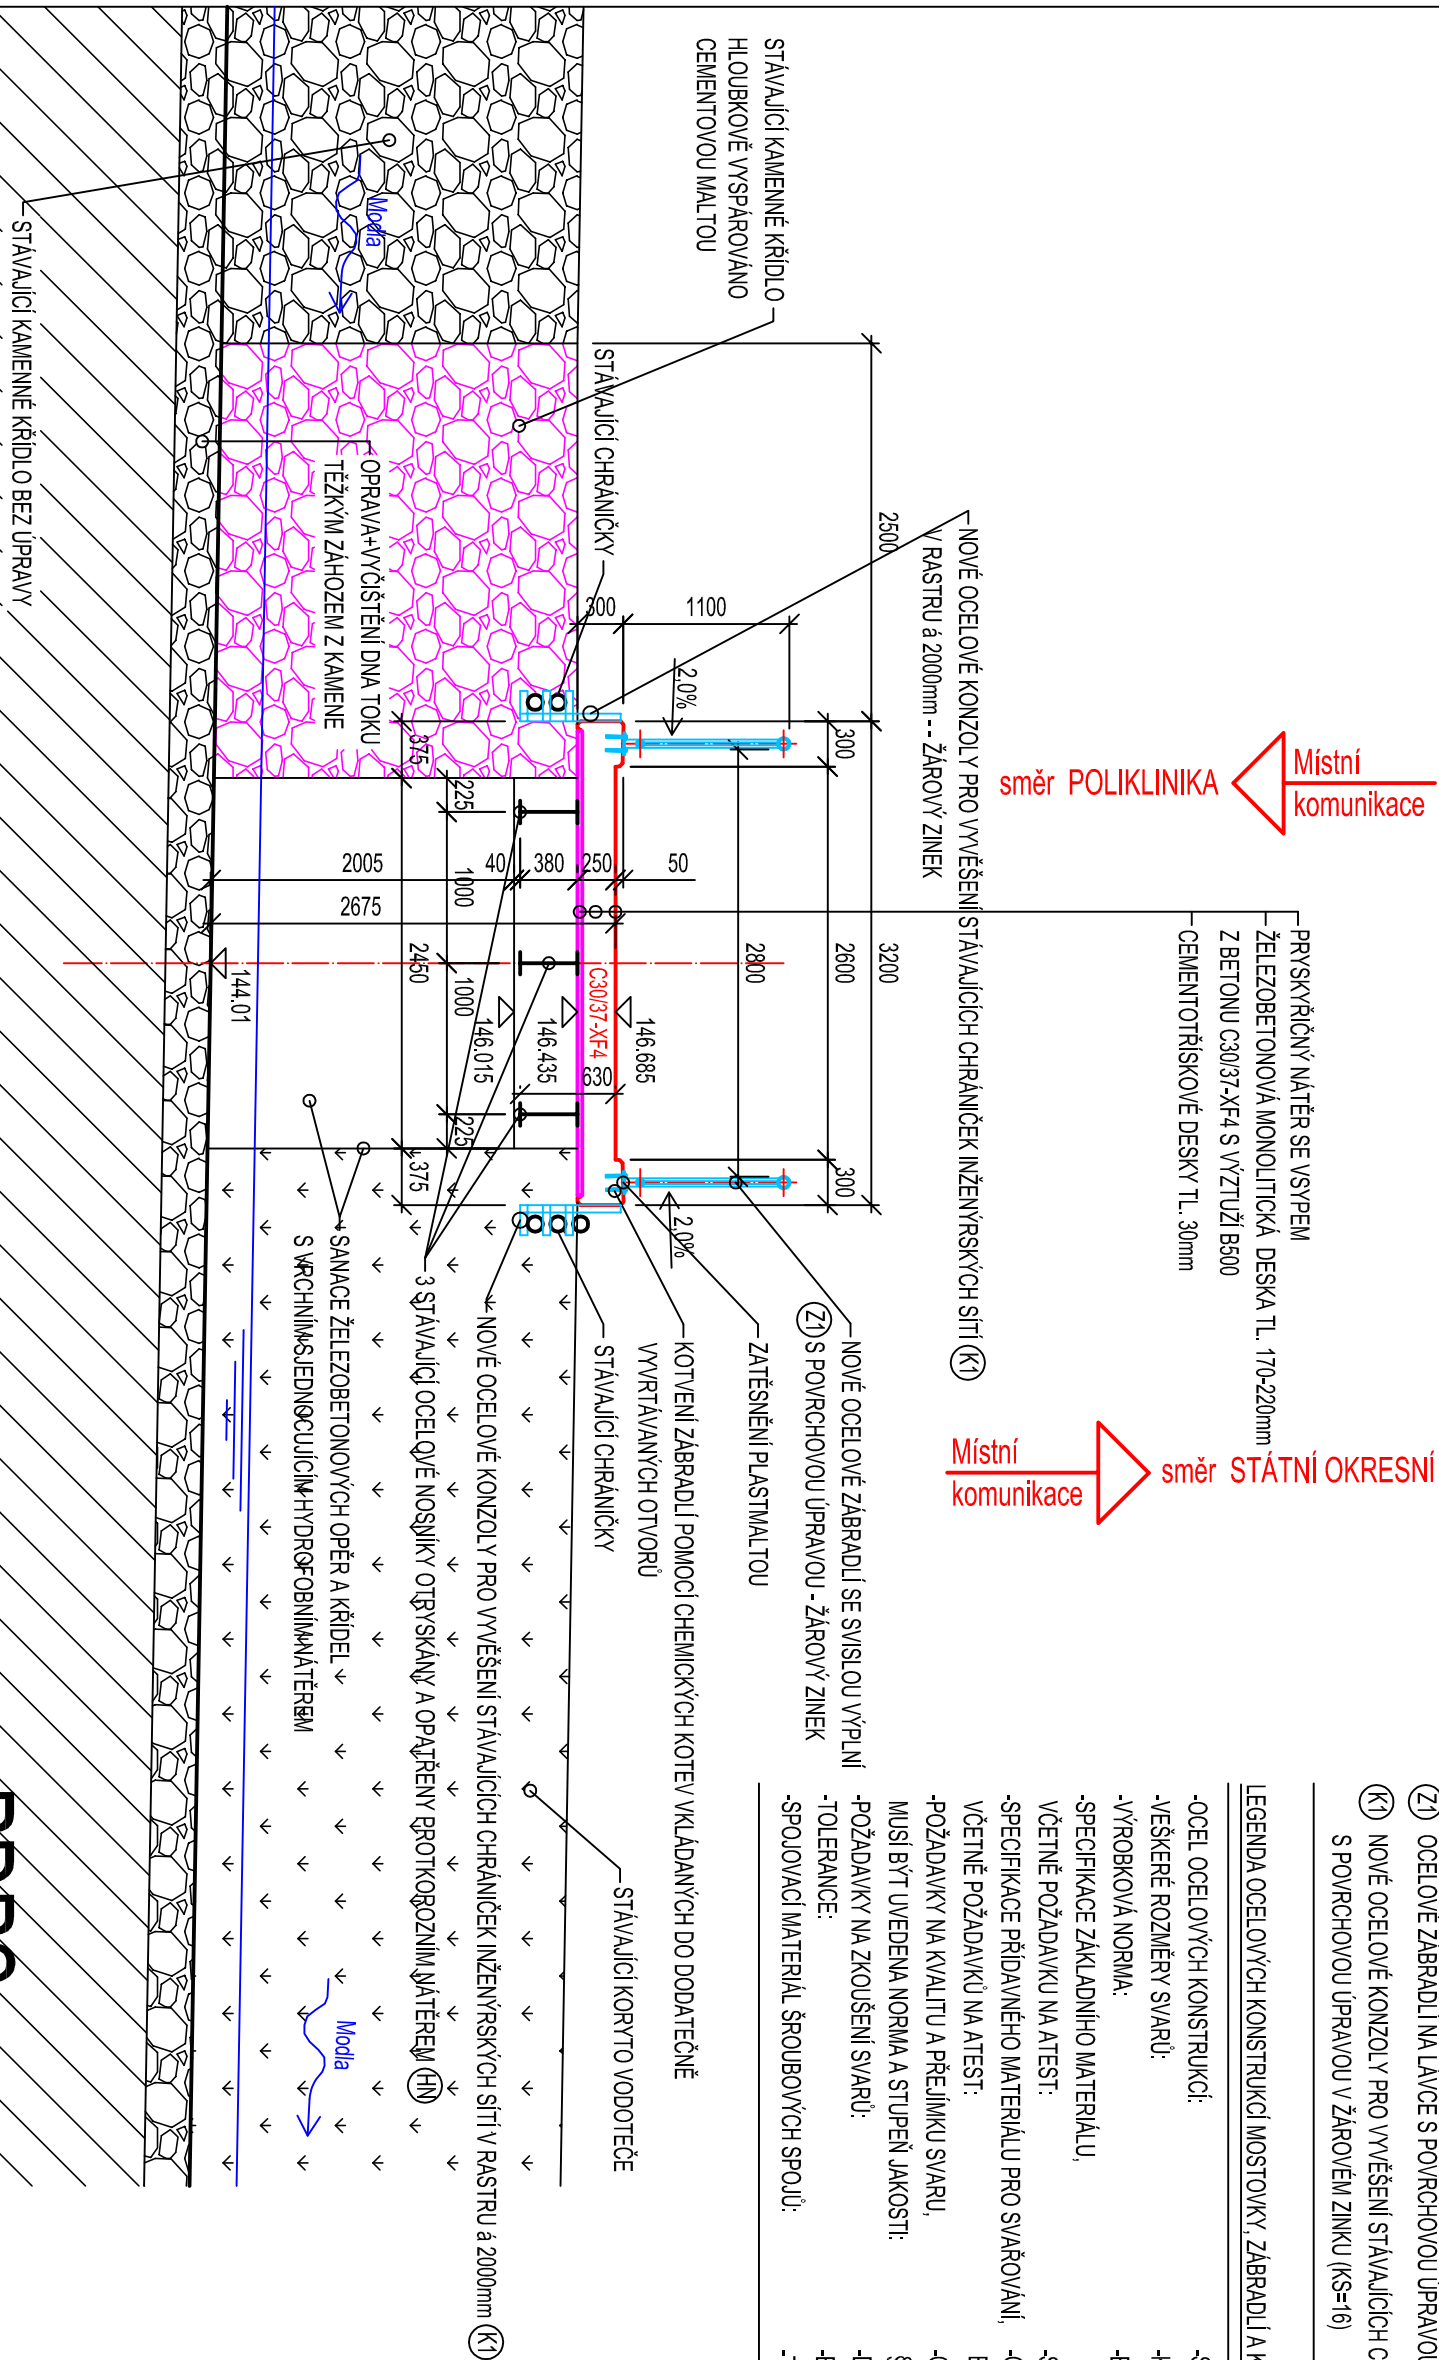 Místní
komunikace
směr POLIKLINIKA
Místní
komunikace
směr STÁTNÍ OKRESNÍ
PRYSKYŘIČNÝ NÁTĚR SE VSYPEM
ŽELEZOBETONOVÁ MONOLITICKÁ DESKA TL. 170-220mm
Z BETONU C30/37-XF4 S VÝZTUŽÍ B500
CEMENTOTŘÍSKOVÉ DESKY TL. 30mm
NOVÉ OCELOVÉ KONZOLY PRO VYVĚŠENÍ STÁVAJÍCÍCH CHRÁNIČEK INŽENÝRSKÝCH SÍTÍ K1
V RASTRU á 2000mm -- ŽÁROVÝ ZINEK
STÁVAJÍCÍ KAMENNÉ KŘÍDLO
HLOUBKOVĚ VYSPÁROVÁNO
CEMENTOVOU MALTOU
STÁVAJÍCÍ CHRÁNIČKY
2500
3200
300
2600
300
2800
1100
300
2,0%
2,0%
50
250
380
40
2005
2675
630
C30/37-XF4
146.685
146.435
146.015
144.01
225
1000
1000
225
375
2450
375
NOVÉ OCELOVÉ ZÁBRADLÍ SE SVISLOU VÝPLNÍ
Z1 S POVRCHOVOU ÚPRAVOU - ŽÁROVÝ ZINEK
ZATĚSNĚNÍ PLASTMALTOU
KOTVENÍ ZÁBRADLÍ POMOCÍ CHEMICKÝCH KOTEV VKLÁDANÝCH DO DODATEČNĚ
VYVRTÁVANÝCH OTVORŮ
STÁVAJÍCÍ CHRÁNIČKY
STÁVAJÍCÍ KORYTO VODOTEČE
NOVÉ OCELOVÉ KONZOLY PRO VYVĚŠENÍ STÁVAJÍCÍCH CHRÁNIČEK INŽENÝRSKÝCH SÍTÍ V RASTRU á 2000mm K1
3 STÁVAJÍCÍ OCELOVÉ NOSNÍKY OTRYSKÁNY A OPATŘENY PROTKOROZNÍM NÁTĚREM HN
SANACE ŽELEZOBETONOVÝCH OPĚR A KŘÍDEL
S VRCHNÍM SJEDNOCUJÍCÍM HYDROFOBNÍM NÁTĚREM
OPRAVA+VYČIŠTĚNÍ DNA TOKU
TĚŽKÝM ZÁHOZEM Z KAMENE
Modla
Modla
STÁVAJÍCÍ KAMENNÉ KŘÍDLO BEZ ÚPRAVY
Z1 OCELOVÉ ZÁBRADLÍ NA LÁVCE S POVRCHOVOU ÚPRAVOU
K1 NOVÉ OCELOVÉ KONZOLY PRO VYVĚŠENÍ STÁVAJÍCÍCH
S POVRCHOVOU ÚPRAVOU V ŽÁROVÉM ZINKU (KS=16)
LEGENDA OCELOVÝCH KONSTRUKCÍ MOSTOVKY, ZÁBRADLÍ A
-OCEL OCELOVÝCH KONSTRUKCÍ:
-VEŠKERÉ ROZMĚRY SVARŮ:
-VÝROBKOVÁ NORMA:
-SPECIFIKACE ZÁKLADNÍHO MATERIÁLU,
VČETNĚ POŽADAVKU NA ATEST:
-SPECIFIKACE PŘÍDAVNÉHO MATERIÁLU PRO SVAŘOVÁNÍ,
VČETNĚ POŽADAVKŮ NA ATEST:
-POŽADAVKY NA KVALITU A PŘEJÍMKU SVARU,
MUSÍ BÝT UVEDENA NORMA A STUPEŇ JAKOSTI:
-POŽADAVKY NA ZKOUŠENÍ SVARŮ:
-TOLERANCE:
-SPOJOVACÍ MATERIÁL ŠROUBOVÝCH SPOJŮ: